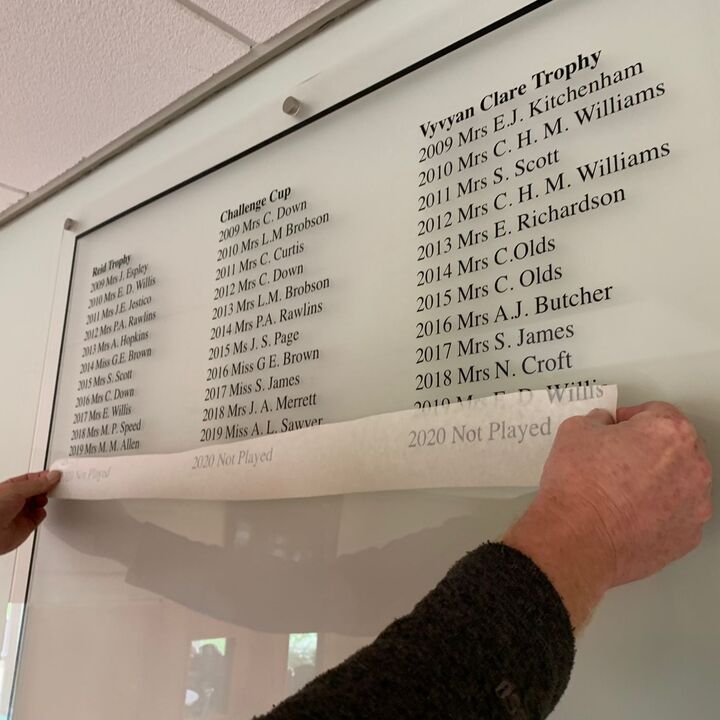 Reid Trophy
2009 Mrs J. Espley
2010 Mrs E. D. Willis
2011 Mrs J.E. Jestico
2012 Mrs P.A. Rawlins
2013 Mrs A. Hopkins
2014 Miss G.E. Brown
2015 Mrs S. Scott
2016 Mrs C. Down
2017 Mrs E. Willis
2018 Mrs M. P. Speed
2019 Mrs M. M. Allen
2020 Not Played
Challenge Cup
2009 Mrs C. Down
2010 Mrs L.M Brobson
2011 Mrs C. Curtis
2012 Mrs C. Down
2013 Mrs L.M. Brobson
2014 Mrs P.A. Rawlins
2015 Ms J. S. Page
2016 Miss G E. Brown
2017 Miss S. James
2018 Mrs J. A. Merrett
2019 Miss A. L. Sawyer
2020 Not Played
Vyvyan Clare Trophy
2009 Mrs E.J. Kitchenham
2010 Mrs C. H. M. Williams
2011 Mrs S. Scott
2012 Mrs C. H. M. Williams
2013 Mrs E. Richardson
2014 Mrs C.Olds
2015 Mrs C. Olds
2016 Mrs A.J. Butcher
2017 Mrs S. James
2018 Mrs N. Croft
2019 Mrs E. D. Willis
2020 Not Played